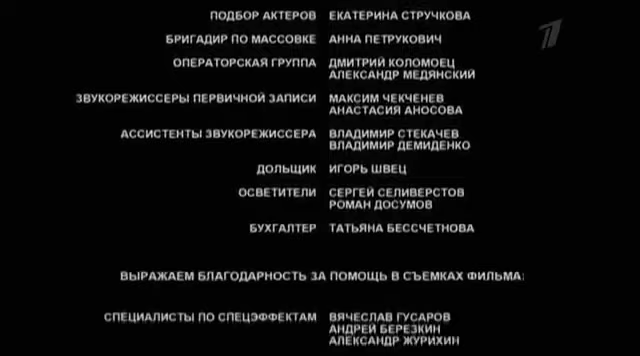 ПОДБОР АКТЕРОВ ЕКАТЕРИНА СТРУЧКОВА
БРИГАДИР ПО МАССОВКЕ АННА ПЕТРУКОВИЧ
ОПЕРАТОРСКАЯ ГРУППА ДМИТРИЙ КОЛОМОЕЦ
АЛЕКСАНДР МЕДЯНСКИЙ
ЗВУКОРЕЖИССЕРЫ ПЕРВИЧНОЙ ЗАПИСИ МАКСИМ ЧЕКЧЕНЕВ
АНАСТАСИЯ АНОСОВА
АССИСТЕНТЫ ЗВУКОРЕЖИССЕРА ВЛАДИМИР СТЕКАЧЕВ
ВЛАДИМИР ДЕМИДЕНКО
ДОЛЬЩИК ИГОРЬ ШВЕЦ
ОСВЕТИТЕЛИ СЕРГЕЙ СЕЛИВЕРСТОВ
РОМАН ДОСУМОВ
БУХГАЛТЕР ТАТЬЯНА БЕССЧЕТНОВА
ВЫРАЖАЕМ БЛАГОДАРНОСТЬ ЗА ПОМОЩЬ В СЪЕМКАХ ФИЛЬМА:
СПЕЦИАЛИСТЫ ПО СПЕЦЭФФЕКТАМ ВЯЧЕСЛАВ ГУСАРОВ
АНДРЕЙ БЕРЕЗКИН
АЛЕКСАНДР ЖУРИХИН